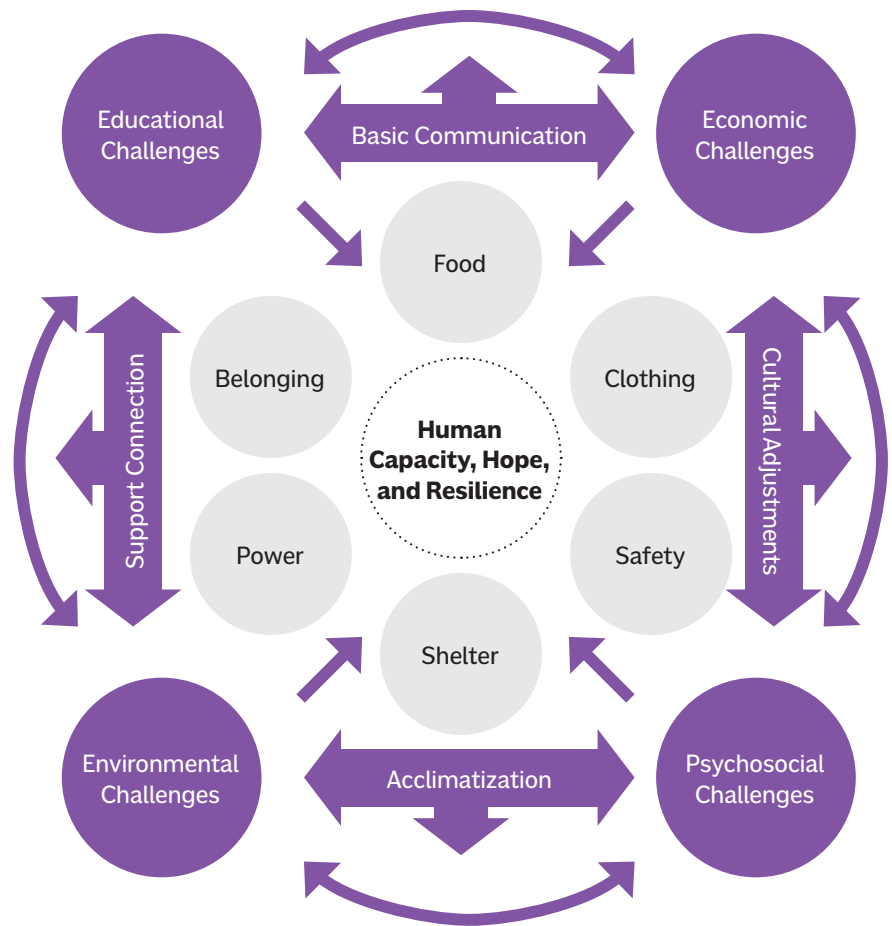 Educational
Challenges
Basic Communication
Economic
Challenges
Food
Belonging
Clothing
Support Connection
Human
Capacity, Hope,
and Resilience
Cultural Adjustments
Power
Safety
Shelter
Environmental
Challenges
Acclimatization
Psychosocial
Challenges